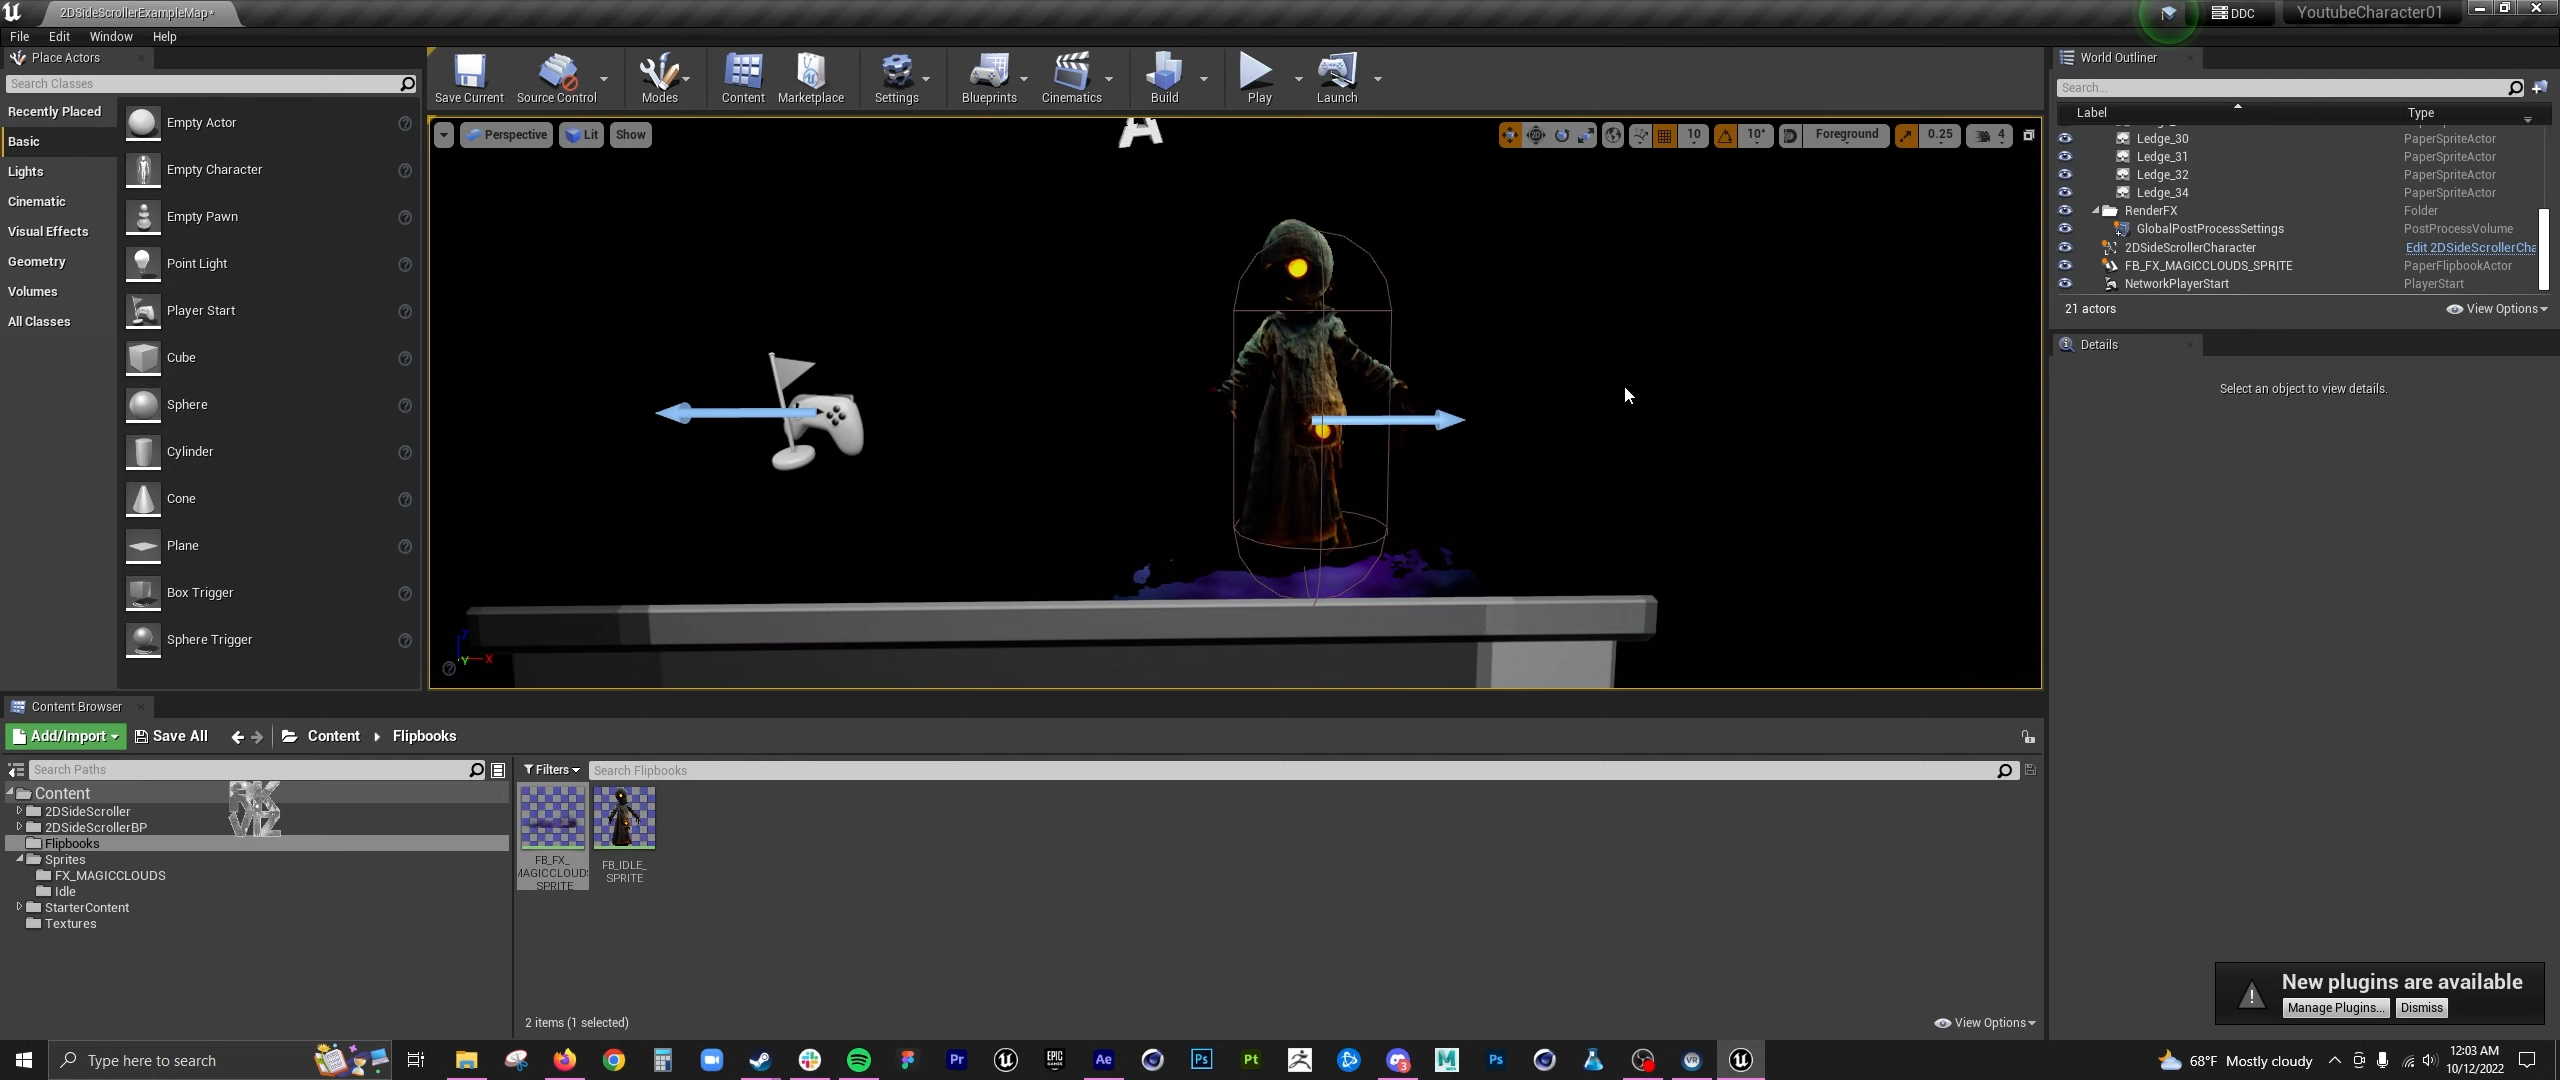 2DSideScrollerExampleMap*
DDC
YoutubeCharacter01
File Edit Window Help
Place Actors
Search Classes
Recently Placed
Basic
Lights
Cinematic
Visual Effects
Geometry
Volumes
All Classes
Empty Actor
Empty Character
Empty Pawn
Point Light
Player Start
Cube
Sphere
Cylinder
Cone
Plane
Box Trigger
Sphere Trigger
Save Current
Source Control
Modes
Content
Marketplace
Settings
Blueprints
Cinematics
Build
Play
Launch
Perspective Lit Show
10 10° Foreground 0.25 4
Z
Y X
World Outliner
Search...
Label Type
Ledge_30 PaperSpriteActor
Ledge_31 PaperSpriteActor
Ledge_32 PaperSpriteActor
Ledge_34 PaperSpriteActor
RenderFX Folder
GlobalPostProcessSettings PostProcessVolume
2DSideScrollerCharacter Edit 2DSideScrollerCha
FB_FX_MAGICCLOUDS_SPRITE PaperFlipbookActor
NetworkPlayerStart PlayerStart
21 actors View Options
Details
Select an object to view details.
Content Browser
Add/Import Save All Content Flipbooks
Search Paths
Content
2DSideScroller
2DSideScrollerBP
Flipbooks
Sprites
FX_MAGICCLOUDS
Idle
StarterContent
Textures
Filters Search Flipbooks
FB_FX_
MAGICCLOUD
SPRITE
FB_IDLE_
SPRITE
2 items (1 selected)
View Options
New plugins are available
Manage Plugins... Dismiss
Type here to search
68°F Mostly cloudy
12:03 AM
10/12/2022